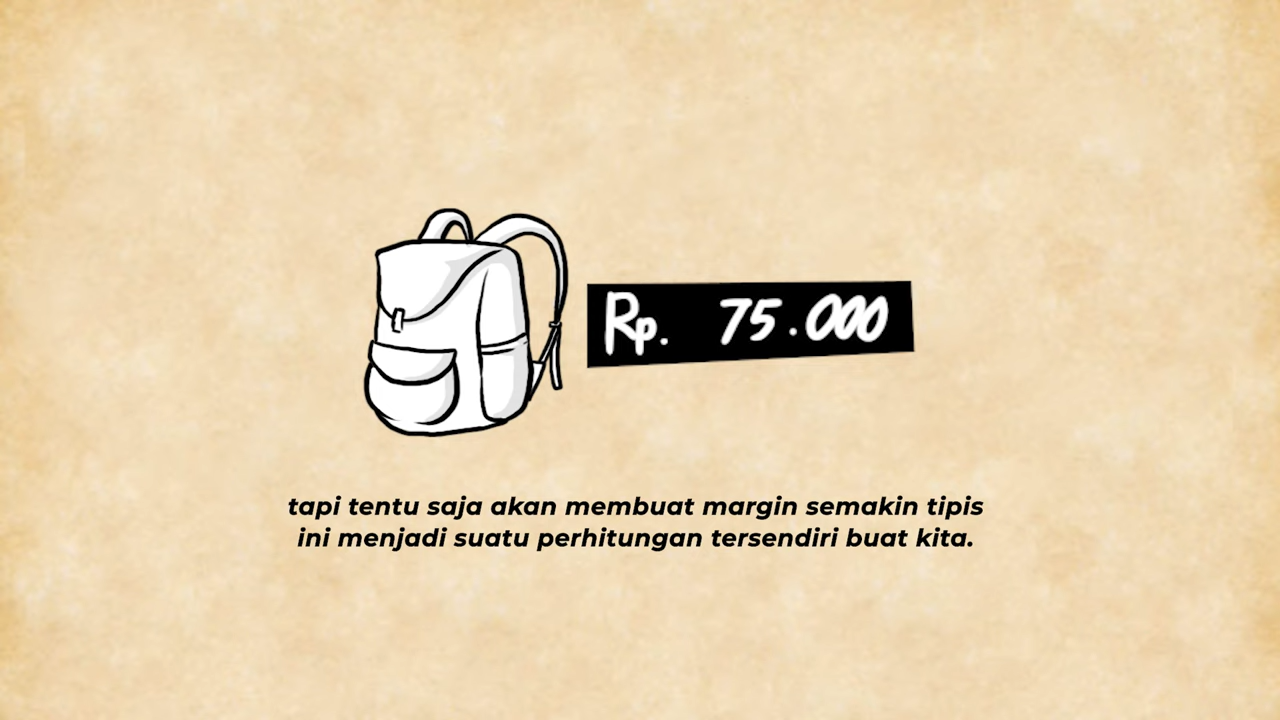 Rp. 75.000
tapi tentu saja akan membuat margin semakin tipis
ini menjadi suatu perhitungan tersendiri buat kita.